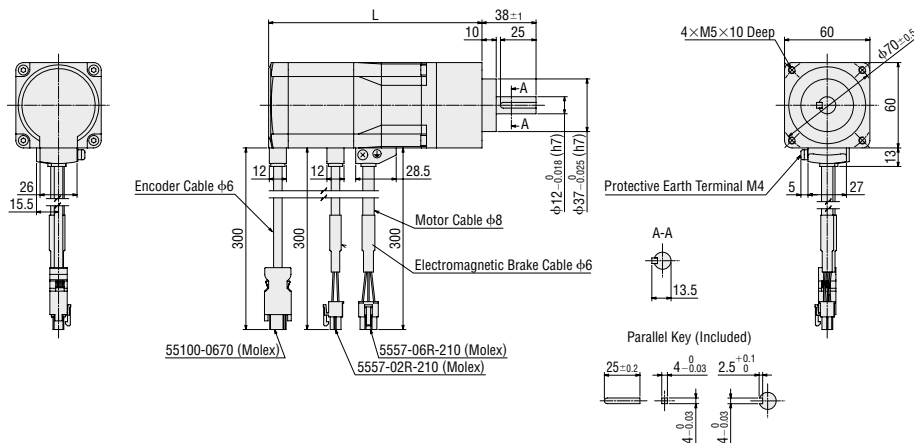 L
38±1
10
25
A
A
12
12
28.5
φ12 0 -0.018 (h7)
φ37 0 -0.025 (h7)
26
15.5
Encoder Cable φ6
300
300
300
Motor Cable φ8
Electromagnetic Brake Cable φ6
55100-0670 (Molex)
5557-06R-210 (Molex)
5557-02R-210 (Molex)
4×M5×10 Deep
60
φ70±0.5
60
13
Protective Earth Terminal M4
5
27
A-A
13.5
Parallel Key (Included)
25±0.2
4 0 -0.03
2.5 +0.1 0
4 0 -0.03
4 0 -0.03